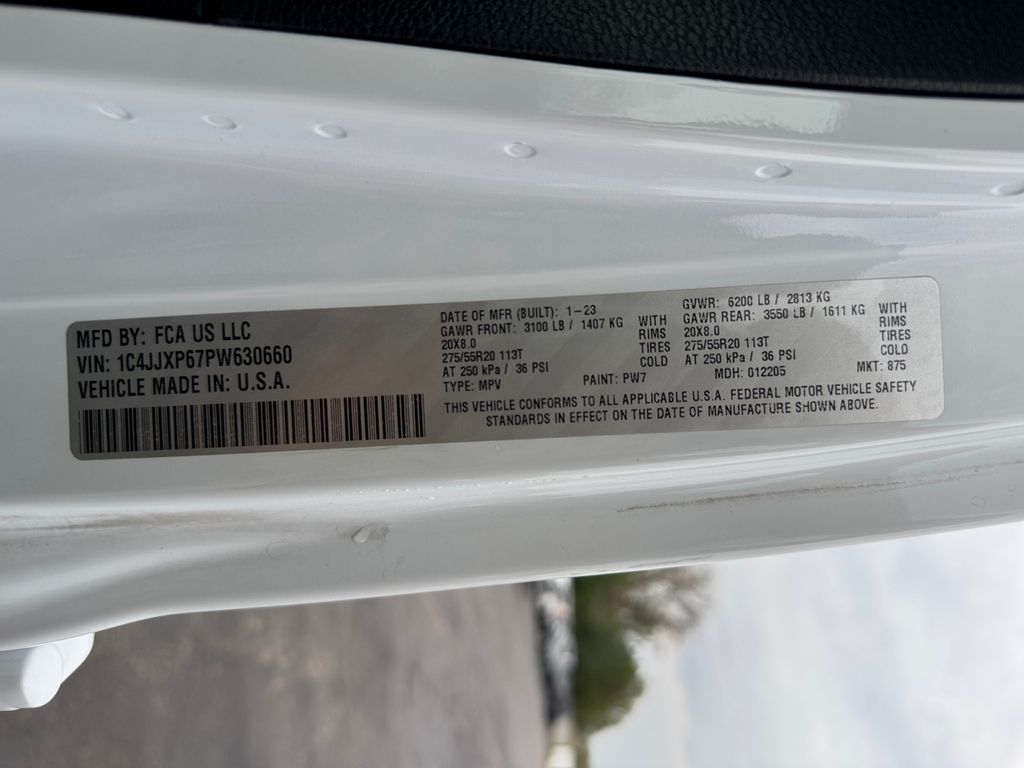 MFD BY: FCA US LLC
VIN: 1C4JJXP67PW630660
VEHICLE MADE IN: U.S.A.
DATE OF MFR (BUILT): 1-23
GAWR FRONT: 3100 LB / 1407 KG WITH
20X8.0 RIMS
275/55R20 113T TIRES
AT 250 kPa / 36 PSI COLD
TYPE: MPV PAINT: PW7
GVWR: 6200 LB / 2813 KG
GAWR REAR: 3550 LB / 1611 KG WITH
20X8.0 RIMS
275/55R20 113T TIRES
AT 250 kPa / 36 PSI COLD
MDH: 012205 MKT: 875
THIS VEHICLE CONFORMS TO ALL APPLICABLE U.S.A. FEDERAL MOTOR VEHICLE SAFETY
STANDARDS IN EFFECT ON THE DATE OF MANUFACTURE SHOWN ABOVE.